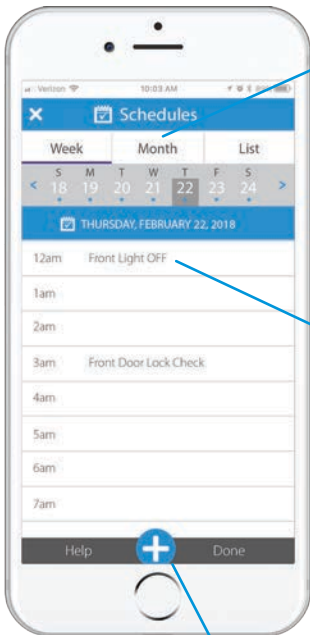 Verizon 10:03 AM
Schedules
Week Month List
S M T W T F S
< 18 19 20 21 22 23 24 >
THURSDAY, FEBRUARY 22, 2018
12am Front Light OFF
1am
2am
3am Front Door Lock Check
4am
5am
6am
7am
Help + Done